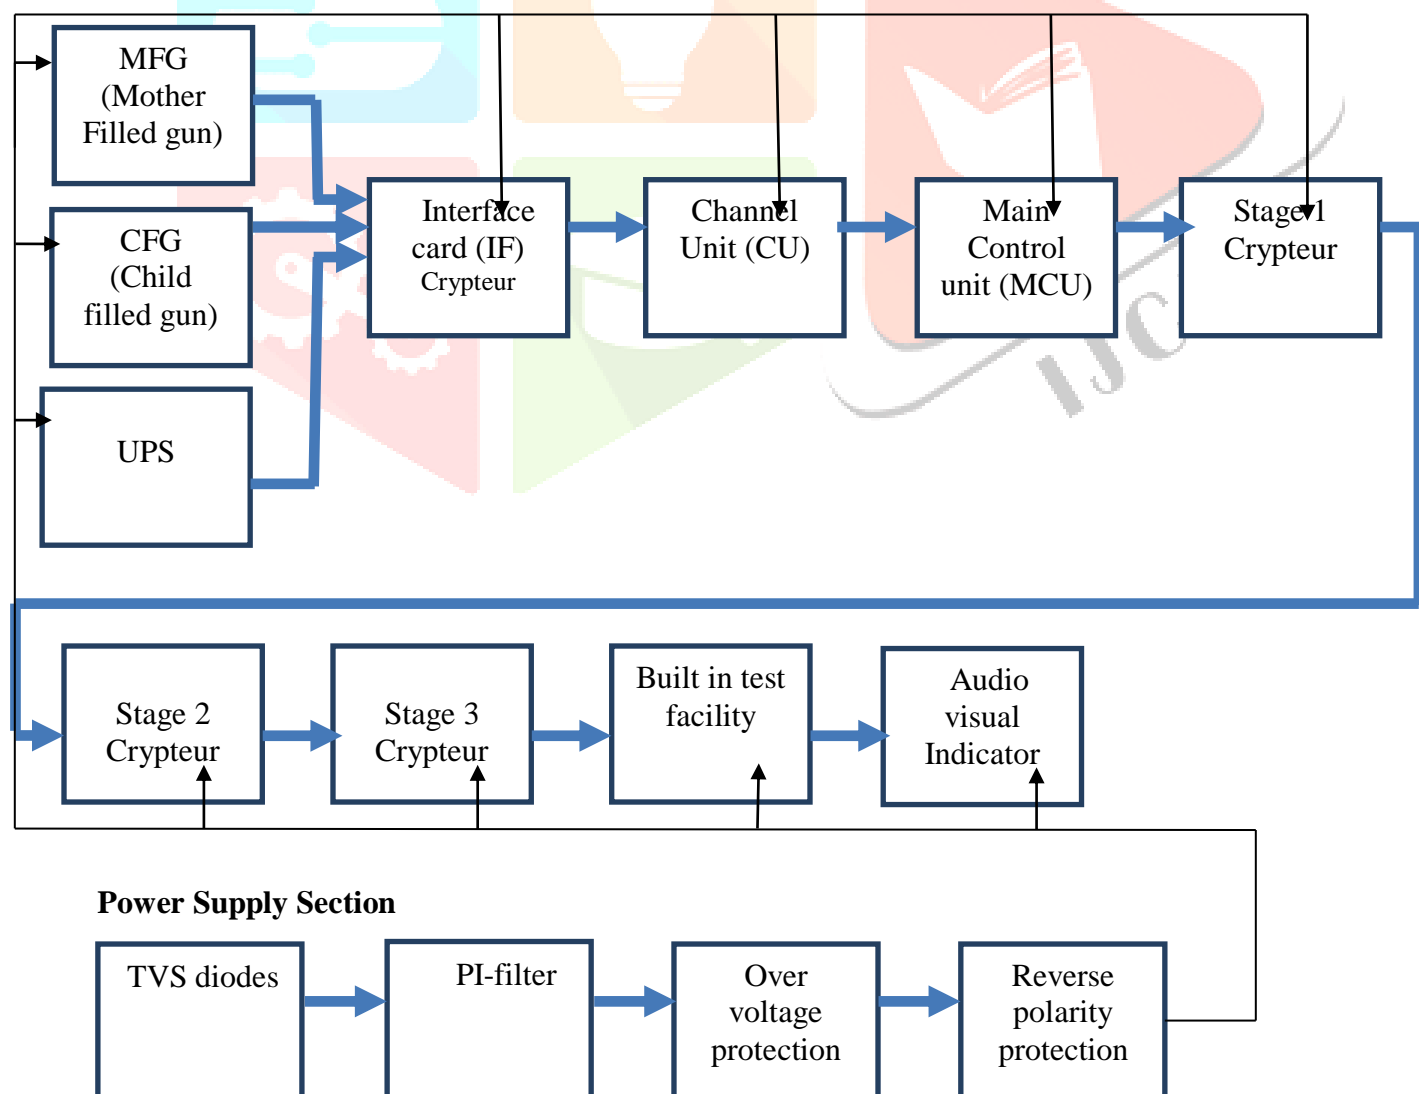 MFG
(Mother
Filled gun)
CFG
(Child
filled gun)
UPS
Interface
card (IF)
Crypteur
Channel
Unit (CU)
Main
Control
unit (MCU)
Stage 1
Crypteur
IJC
Stage 2
Crypteur
Stage 3
Crypteur
Built in test
facility
Audio
visual
Indicator
Power Supply Section
TVS diodes
PI-filter
Over
voltage
protection
Reverse
polarity
protection